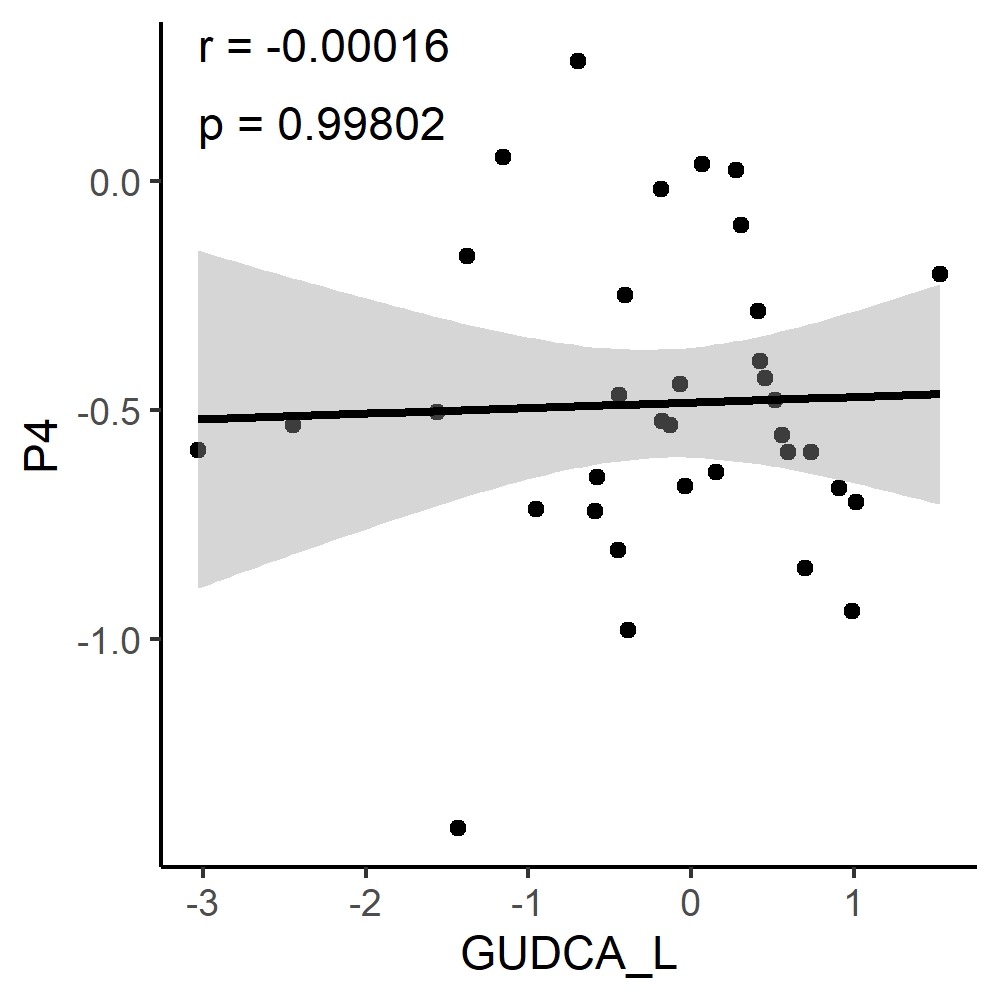 r = -0.00016
p = 0.99802
0.0
-0.5
-1.0
P4
-3 -2 -1 0 1
GUDCA_L